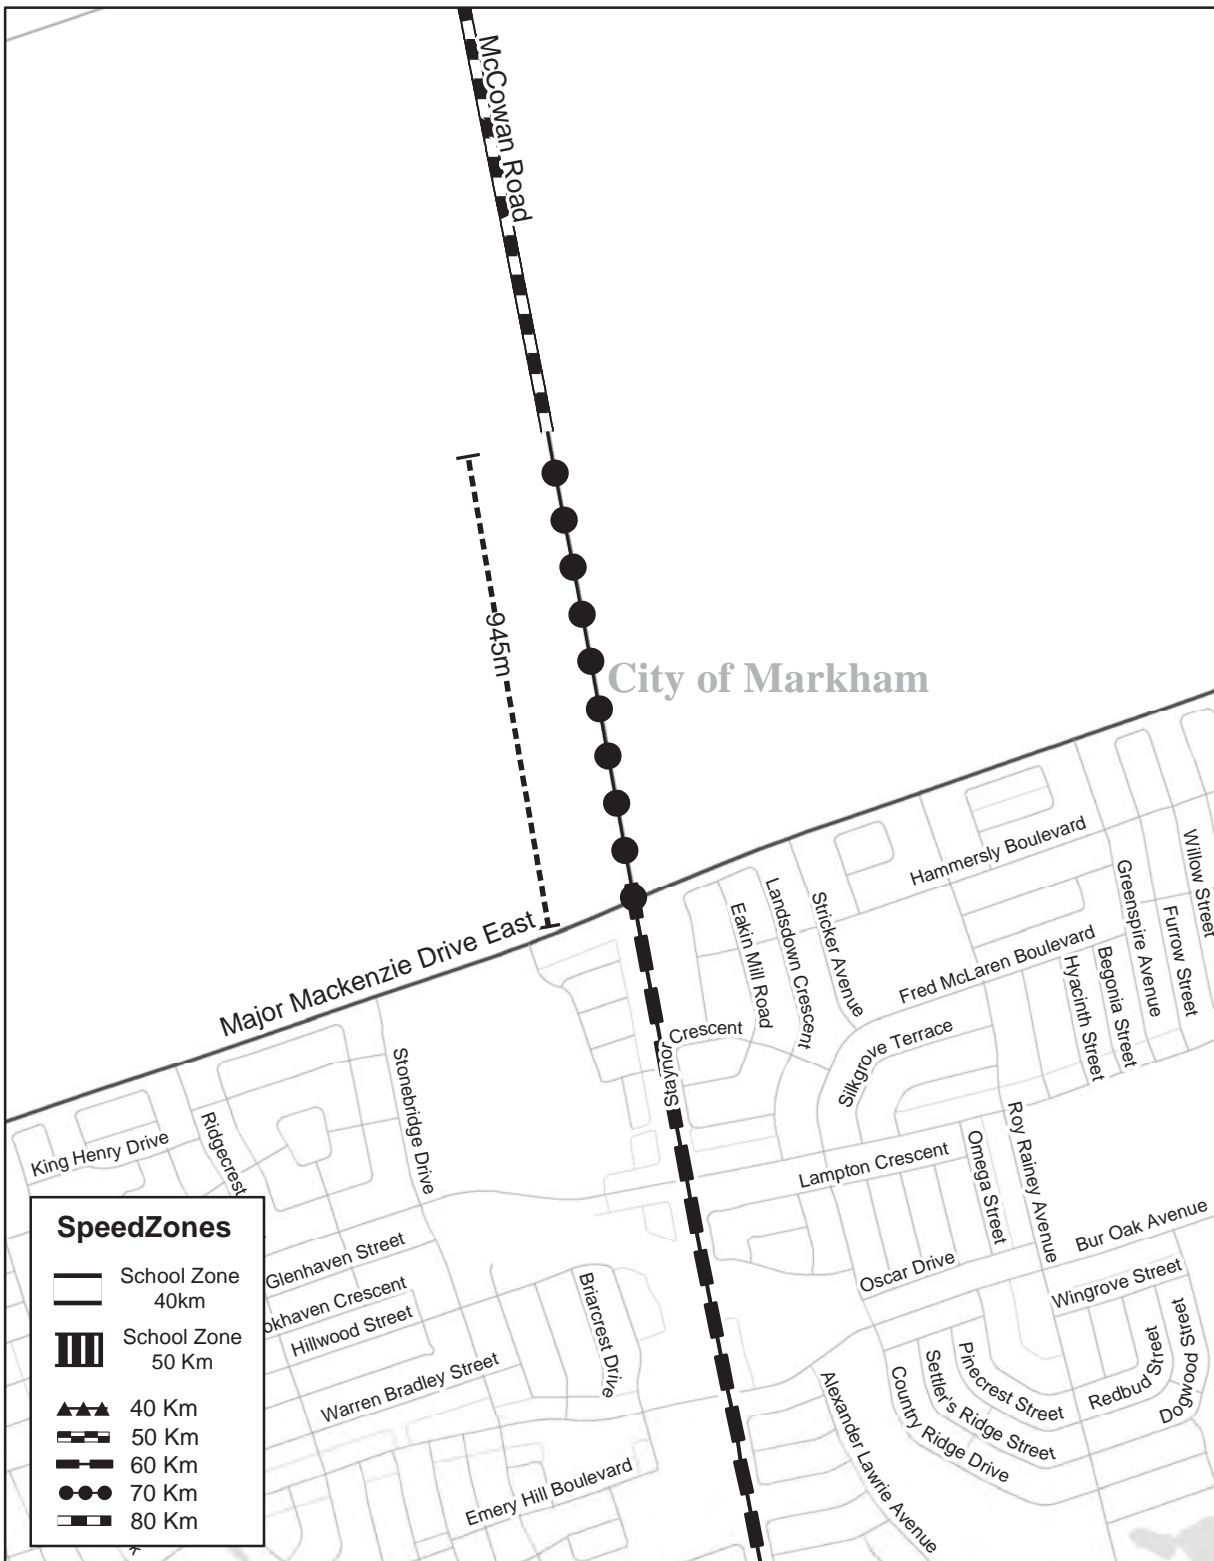 McCowan Road
945m
City of Markham
Major Mackenzie Drive East
Hammersly Boulevard
Willow Street
Greenspire Avenue
Furrow Street
Landsdown Crescent
Stricker Avenue
Eakin Mill Road
Fred McLaren Boulevard
Begonia Street
Hyacinth Street
Crescent
Staynor
Silkgrove Terrace
Stonebridge Drive
King Henry Drive
Ridgecrest
Roy Rainey Avenue
Omega Street
Lampton Crescent
Bur Oak Avenue
Oscar Drive
Wingrove Street
Glenhaven Street
okhaven Crescent
Hillwood Street
Briarcrest Drive
Warren Bradley Street
Pinecrest Street
Settler's Ridge Street
Country Ridge Drive
Redbud Street
Dogwood Street
Alexander Lawrie Avenue
Emery Hill Boulevard
SpeedZones
School Zone
40km
School Zone
50 Km
40 Km
50 Km
60 Km
70 Km
80 Km